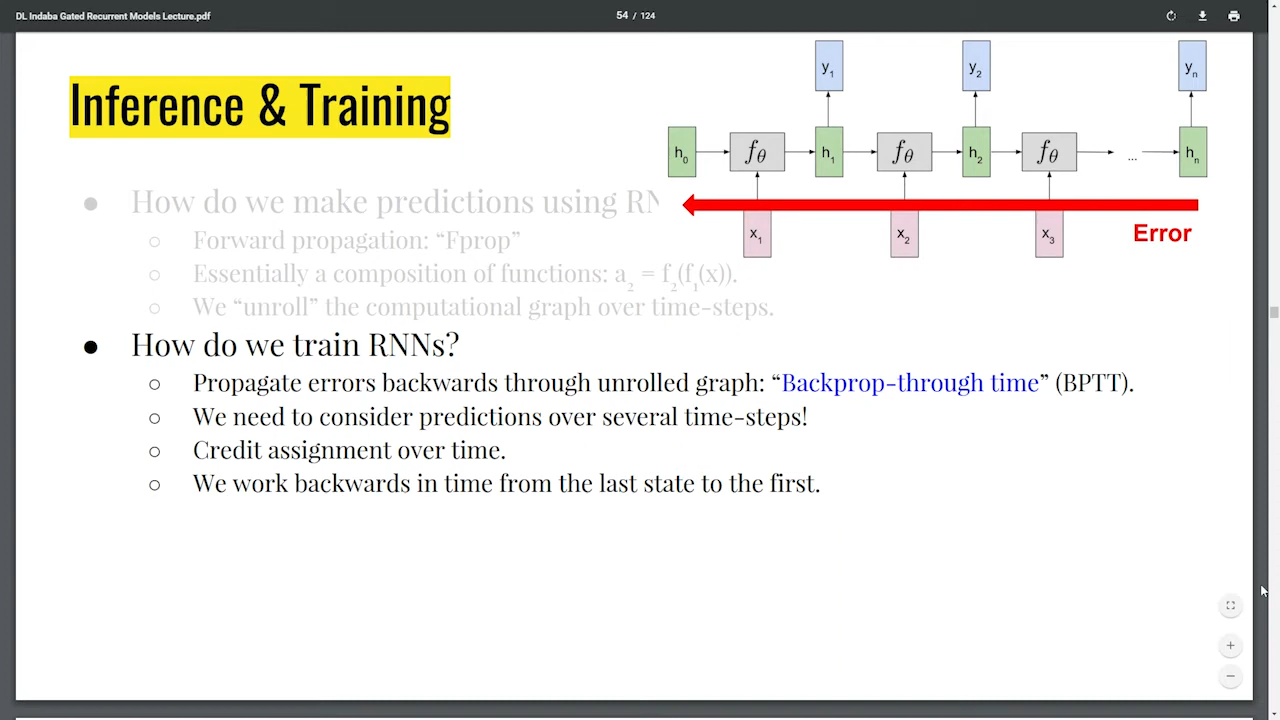 DL Indaba Gated Recurrent Models Lecture.pdf
54 / 124
Inference & Training
y1 y2 yn
h0 fθ h1 fθ h2 fθ ... hn
x1 x2 x3
Error
● How do we make predictions using RN
○ Forward propagation: “Fprop”
○ Essentially a composition of functions: a2 = f2(f1(x)).
○ We “unroll” the computational graph over time-steps.
● How do we train RNNs?
○ Propagate errors backwards through unrolled graph: “Backprop-through time” (BPTT).
○ We need to consider predictions over several time-steps!
○ Credit assignment over time.
○ We work backwards in time from the last state to the first.